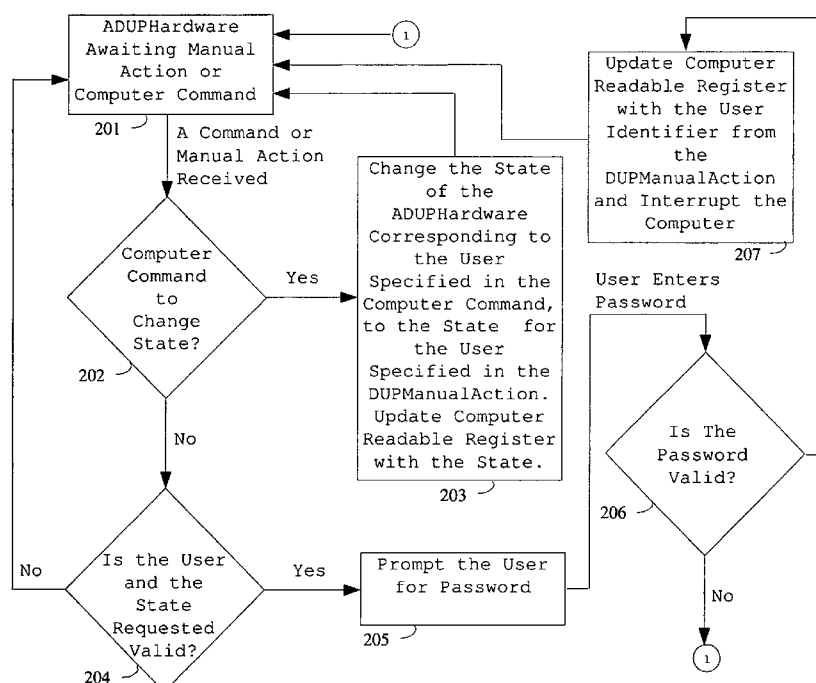 ADUPHardware
Awaiting Manual
Action or
Computer Command
201
1
A Command or
Manual Action
Received
Update Computer
Readable Register
with the User
Identifier from
the
DUPManualAction
and Interrupt the
Computer
207
Computer
Command
to
Change
State?
202
Yes
No
Change the State
of the
ADUPHardware
Corresponding to
the User
Specified in the
Computer Command,
to the State for
the User
Specified in the
DUPManualAction.
Update Computer
Readable Register
with the State.
203
User Enters
Password
Is The
Password
Valid?
206
No
1
Is the User
and the
State
Requested
Valid?
204
No
Yes
Prompt the User
for Password
205